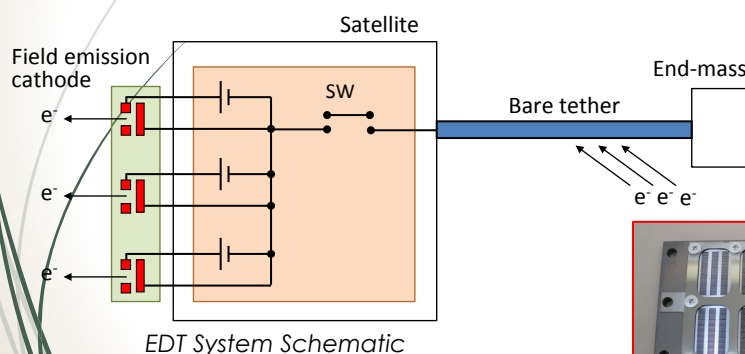 Satellite
Field emission
cathode
End-mass
SW
Bare tether
e-
e-
e-
e- e- e-
EDT System Schematic